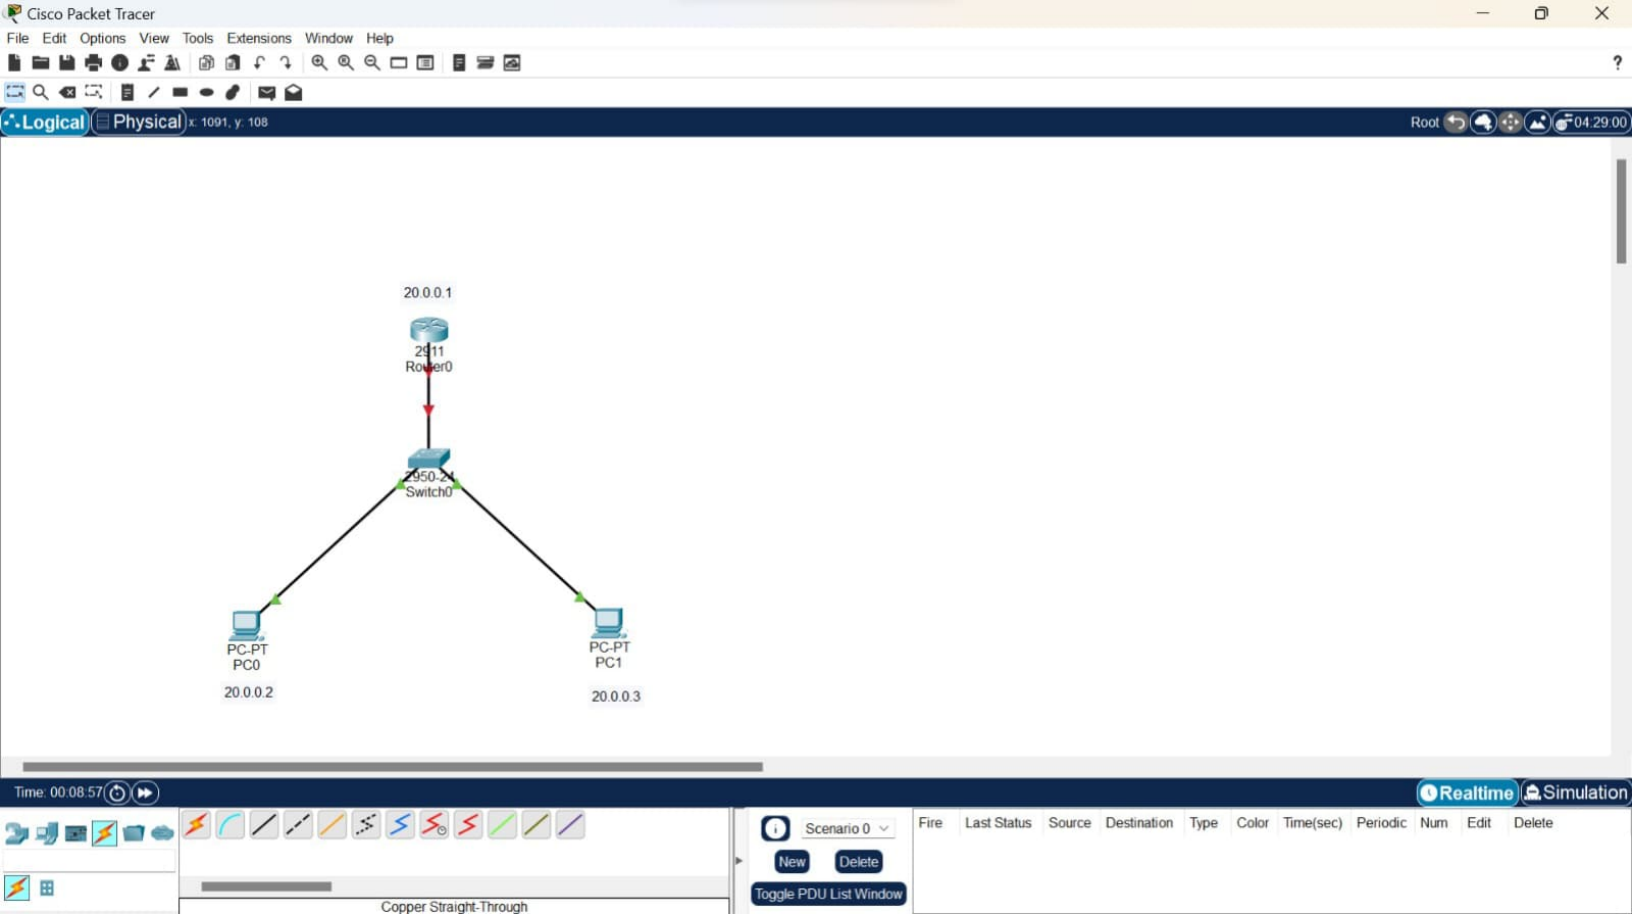 Cisco Packet Tracer
File Edit Options View Tools Extensions Window Help
?
Logical Physical x: 1091, y: 108 Root 04:29:00
20.0.0.1
2911
Router0
2950-24
Switch0
PC-PT
PC0
20.0.0.2
PC-PT
PC1
20.0.0.3
Time: 00:08:57 Realtime Simulation
Scenario 0
New Delete
Toggle PDU List Window
Fire Last Status Source Destination Type Color Time(sec) Periodic Num Edit Delete
Copper Straight-Through